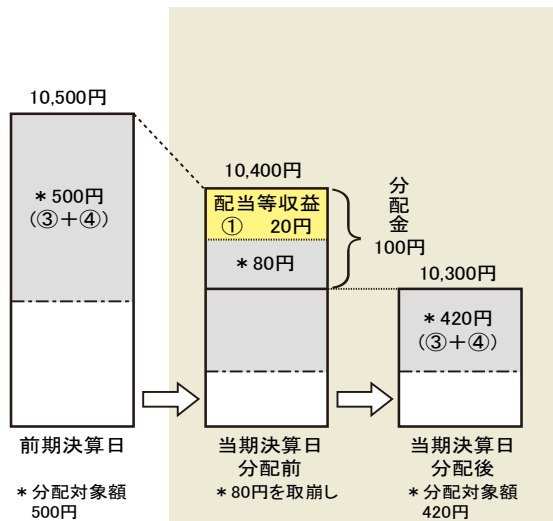 10,500円
＊500円
（③＋④）
前期決算日
＊分配対象額
500円
10,400円
配当等収益
① 20円
＊80円
分配金
100円
当期決算日
分配前
＊80円を取崩し
10,300円
＊420円
（③＋④）
当期決算日
分配後
＊分配対象額
420円